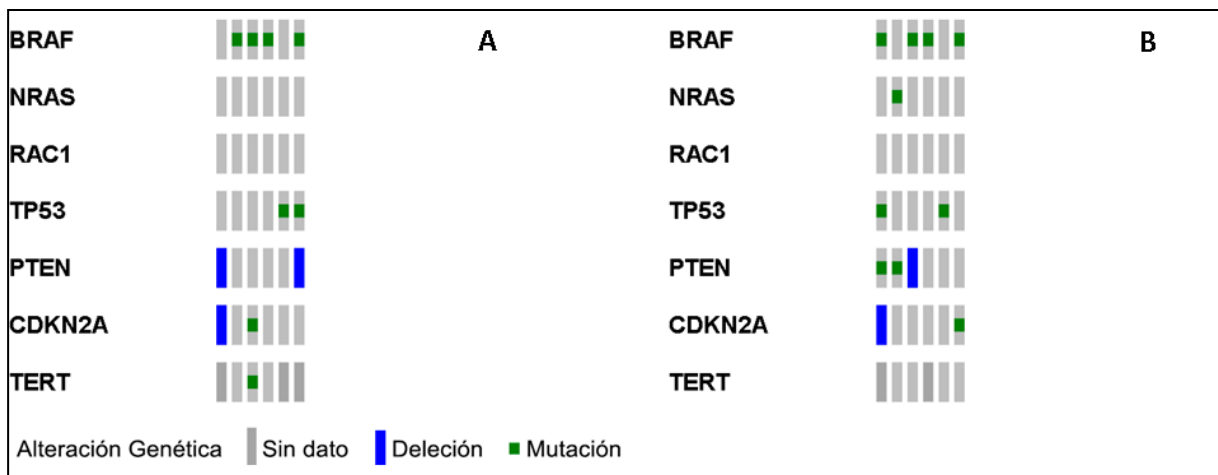 BRAF A
NRAS
RAC1
TP53
PTEN
CDKN2A
TERT
BRAF B
NRAS
RAC1
TP53
PTEN
CDKN2A
TERT
Alteración Genética Sin dato Deleción Mutación